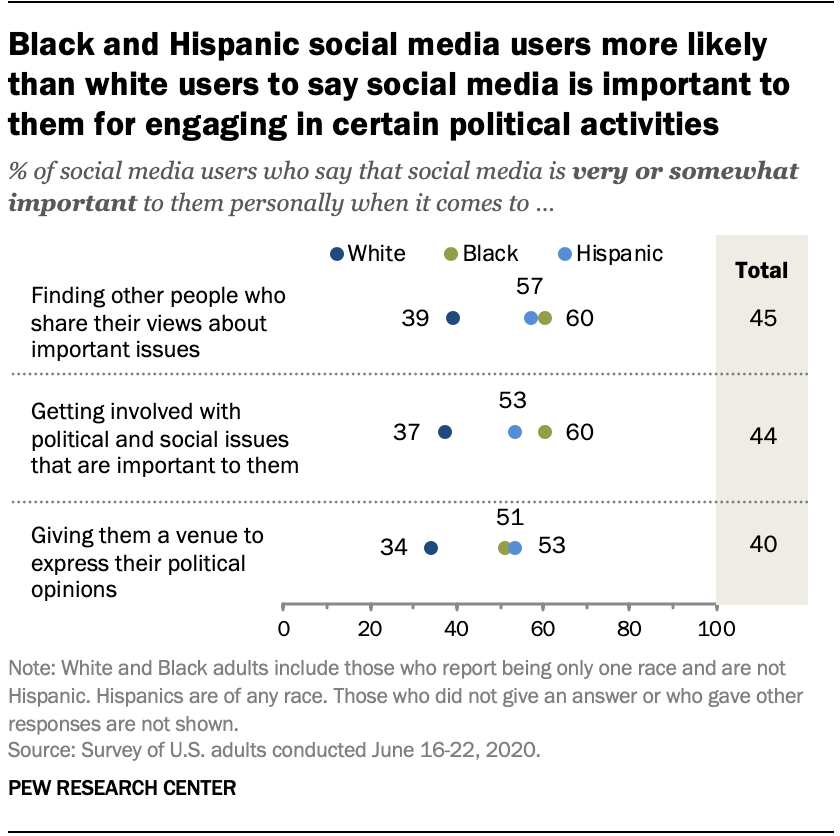 Black and Hispanic social media users more likely
than white users to say social media is important to
them for engaging in certain political activities
% of social media users who say that social media is very or somewhat
important to them personally when it comes to ...
White Black Hispanic
Total
Finding other people who
share their views about
important issues
39 57 60 45
Getting involved with
political and social issues
that are important to them
37 53 60 44
Giving them a venue to
express their political
opinions
34 51 53 40
0 20 40 60 80 100
Note: White and Black adults include those who report being only one race and are not
Hispanic. Hispanics are of any race. Those who did not give an answer or who gave other
responses are not shown.
Source: Survey of U.S. adults conducted June 16-22, 2020.
PEW RESEARCH CENTER